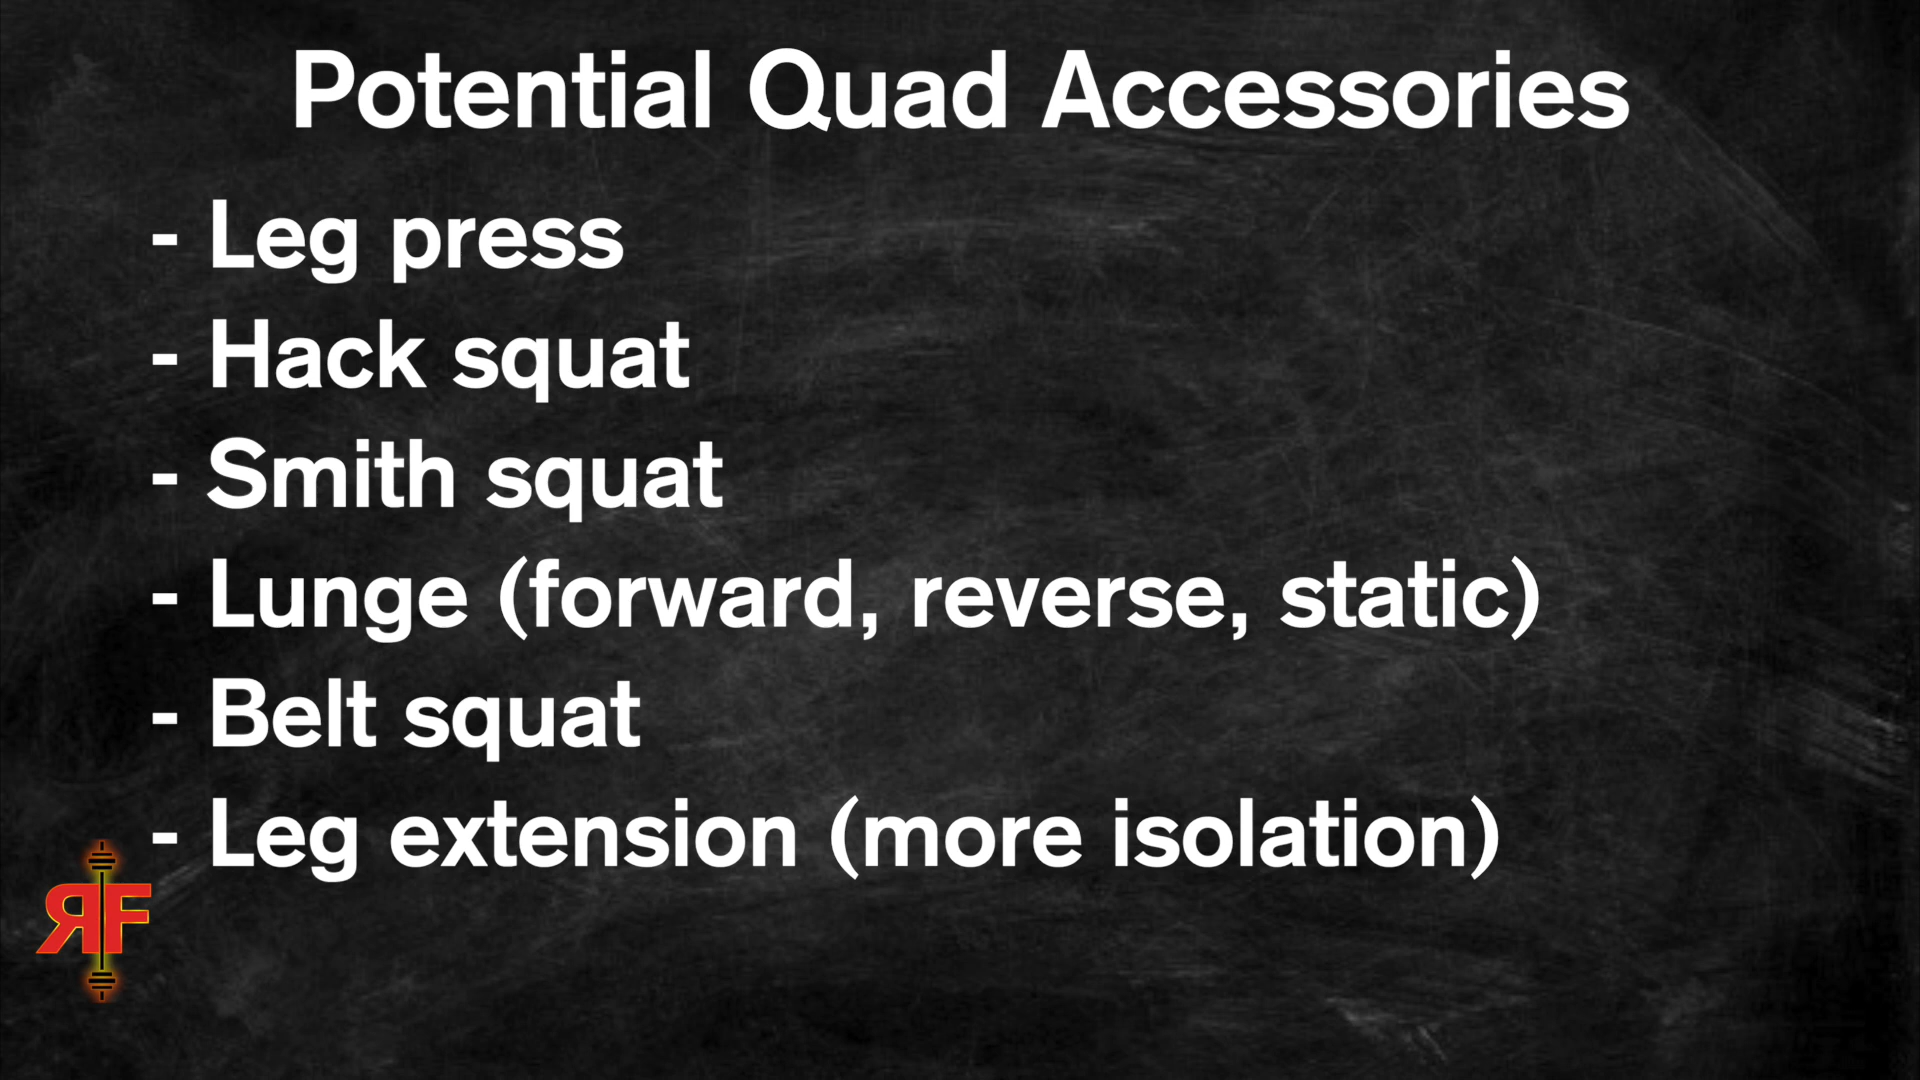 Potential Quad Accessories
- Leg press
- Hack squat
- Smith squat
- Lunge (forward, reverse, static)
- Belt squat
- Leg extension (more isolation)
RF